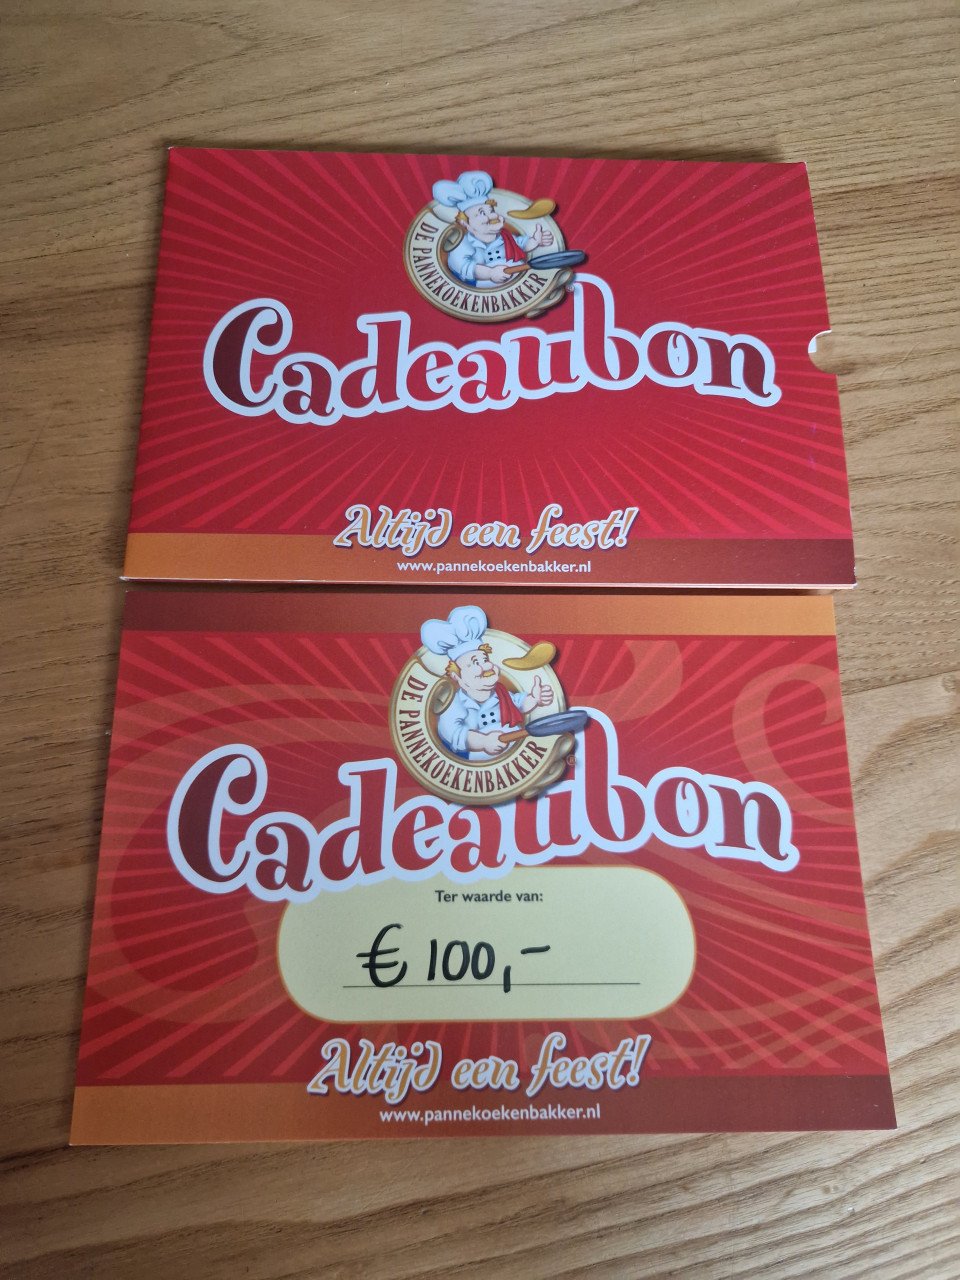 DE PANNEKOEKENBAKKER
Cadeaubon
Altijd een feest!
www.pannekoekenbakker.nl
DE PANNEKOEKENBAKKER
®
Cadeaubon
Ter waarde van:
€ 100,-
Altijd een feest!
www.pannekoekenbakker.nl